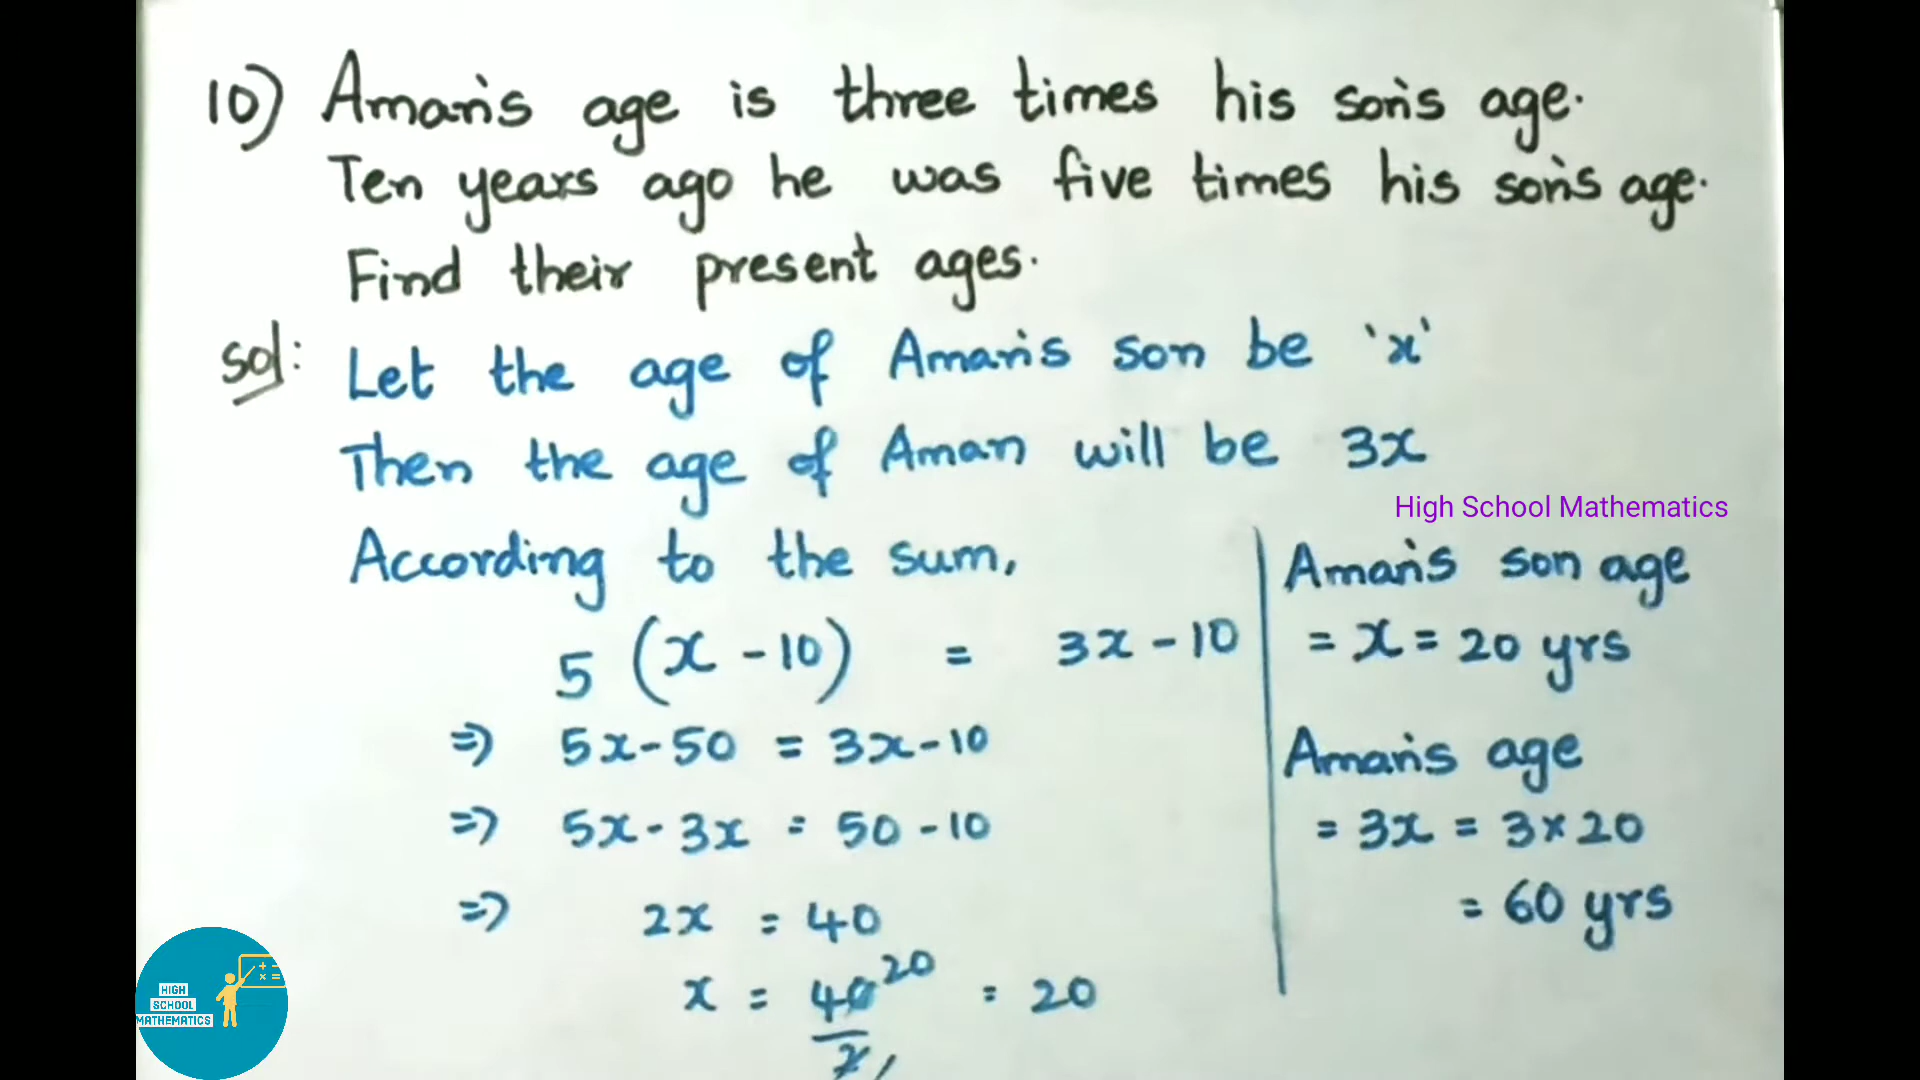 10) Aman's age is three times his son's age.
Ten years ago he was five times his son's age.
Find their present ages.
Sol: Let the age of Aman's son be 'x'
Then the age of Aman will be 3x
High School Mathematics
According to the sum,
5 (x - 10) = 3x - 10
⇒ 5x - 50 = 3x - 10
⇒ 5x - 3x = 50 - 10
⇒ 2x = 40
x = 40/2 20 = 20
Aman's son age
= x = 20 yrs
Aman's age
= 3x = 3 × 20
= 60 yrs
HIGH
SCHOOL
MATHEMATICS